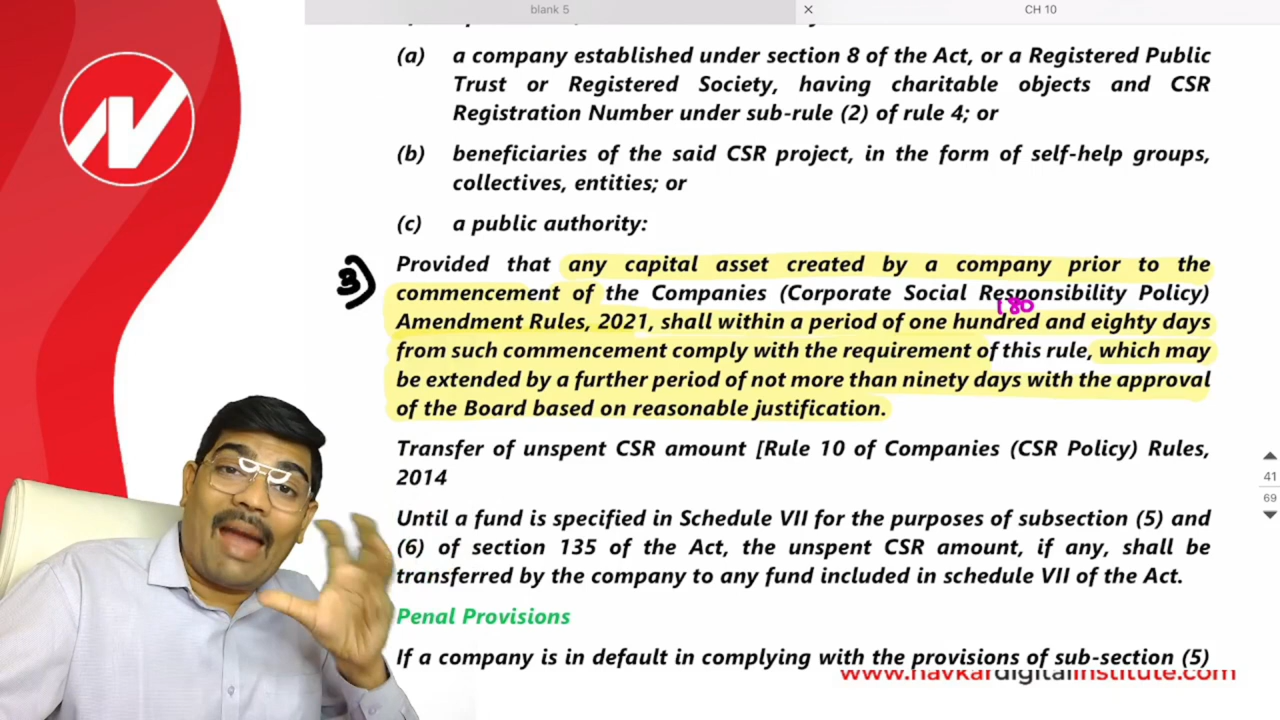 blank 5
CH 10
(a) a company established under section 8 of the Act, or a Registered Public
Trust or Registered Society, having charitable objects and CSR
Registration Number under sub-rule (2) of rule 4; or
(b) beneficiaries of the said CSR project, in the form of self-help groups,
collectives, entities; or
(c) a public authority:
3)
Provided that any capital asset created by a company prior to the
commencement of the Companies (Corporate Social Responsibility Policy)
180
Amendment Rules, 2021, shall within a period of one hundred and eighty days
from such commencement comply with the requirement of this rule, which may
be extended by a further period of not more than ninety days with the approval
of the Board based on reasonable justification.
Transfer of unspent CSR amount [Rule 10 of Companies (CSR Policy) Rules,
2014
Until a fund is specified in Schedule VII for the purposes of subsection (5) and
(6) of section 135 of the Act, the unspent CSR amount, if any, shall be
transferred by the company to any fund included in schedule VII of the Act.
Penal Provisions
If a company is in default in complying with the provisions of sub-section (5)
www.navkardigitalinstitute.com
41
69